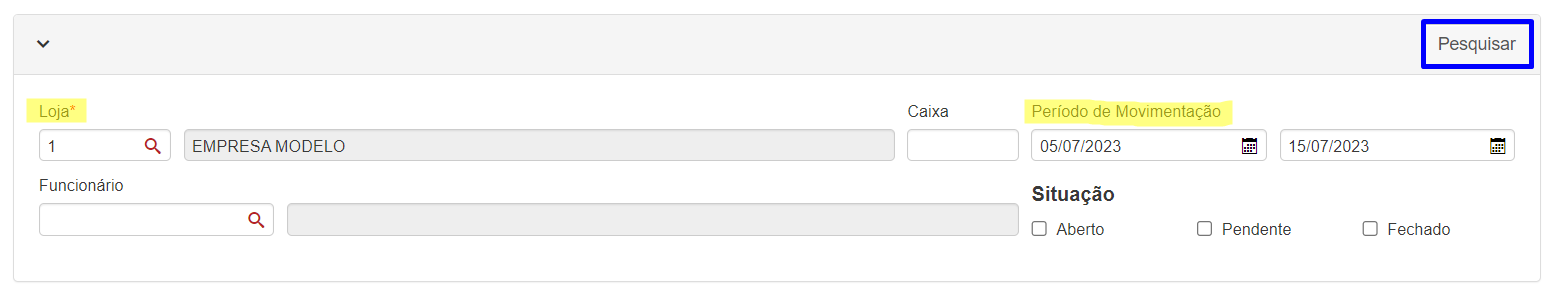 Pesquisar
Loja*
Caixa
Período de Movimentação
1
EMPRESA MODELO
05/07/2023
15/07/2023
Funcionário
Situação
Aberto
Pendente
Fechado